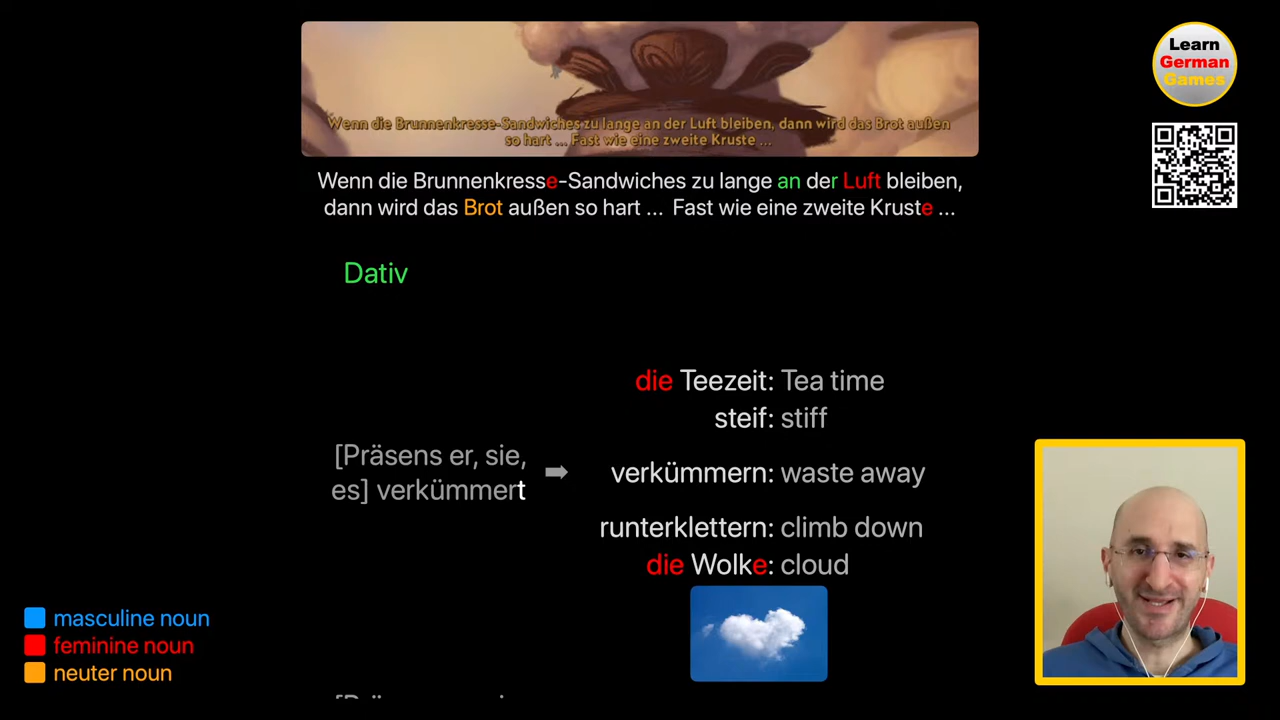 Learn
German
Games
Wenn die Brunnenkresse-Sandwiches zu lange an der Luft bleiben, dann wird das Brot außen
so hart ... Fast wie eine zweite Kruste ...
Wenn die Brunnenkresse-Sandwiches zu lange an der Luft bleiben,
dann wird das Brot außen so hart ... Fast wie eine zweite Kruste ...
Dativ
die Teezeit: Tea time
steif: stiff
[Präsens er, sie,
es] verkümmert
➡ verkümmern: waste away
runterklettern: climb down
die Wolke: cloud
masculine noun
feminine noun
neuter noun